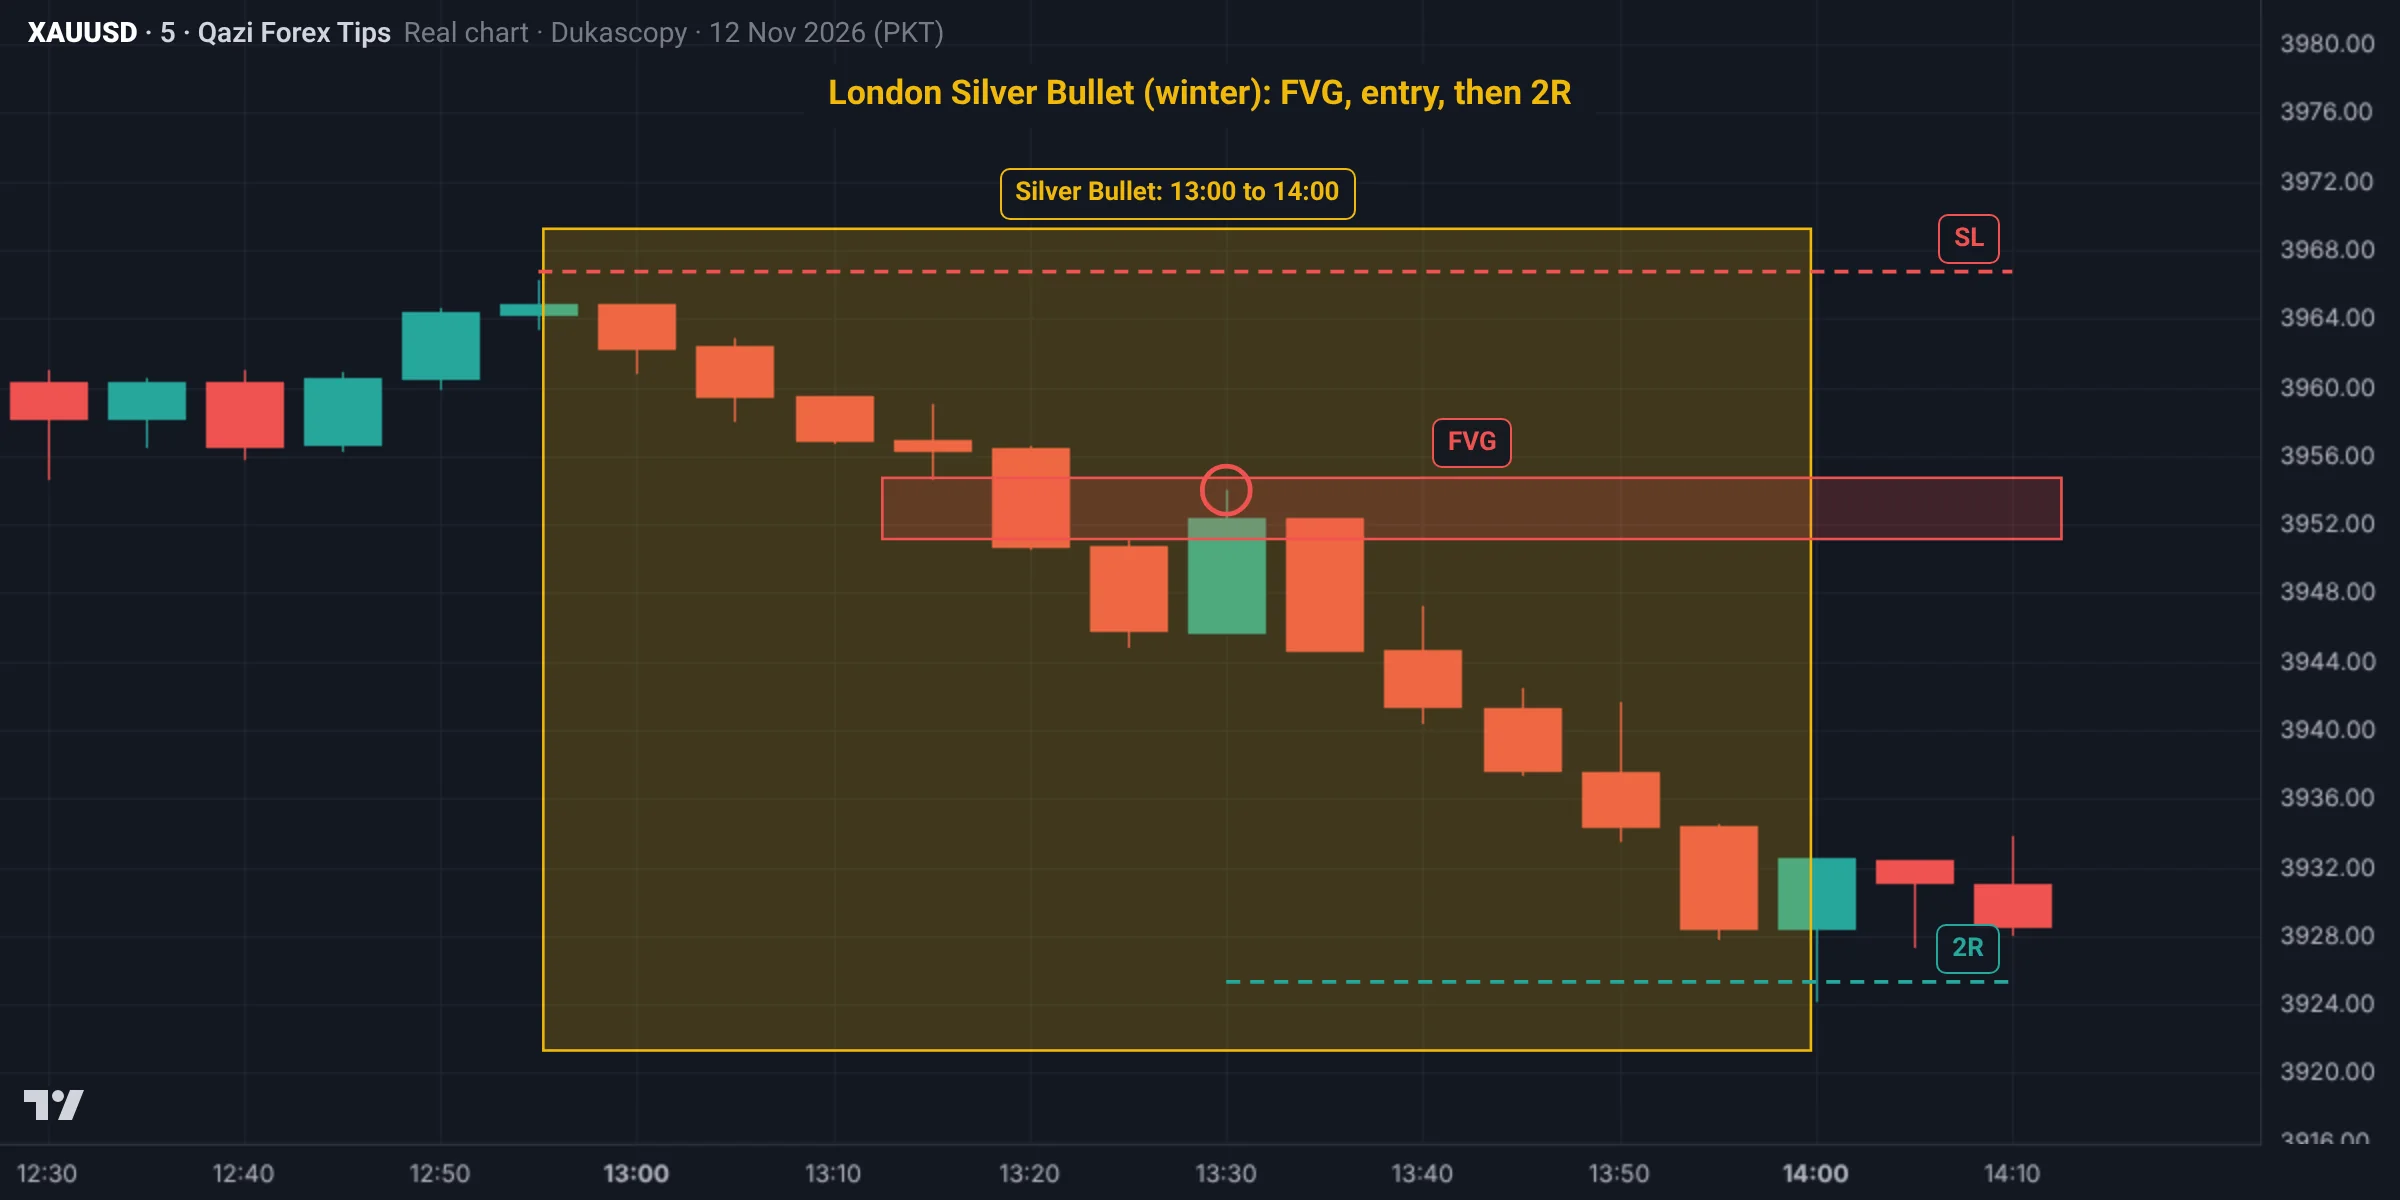 XAUUSD · 5 · Qazi Forex Tips Real chart · Dukascopy · 12 Nov 2026 (PKT)
London Silver Bullet (winter): FVG, entry, then 2R
Silver Bullet: 13:00 to 14:00
SL
FVG
2R
3980.00
3976.00
3972.00
3968.00
3964.00
3960.00
3956.00
3952.00
3948.00
3944.00
3940.00
3936.00
3932.00
3928.00
3924.00
3920.00
3916.00
12:30 12:40 12:50 13:00 13:10 13:20 13:30 13:40 13:50 14:00 14:10